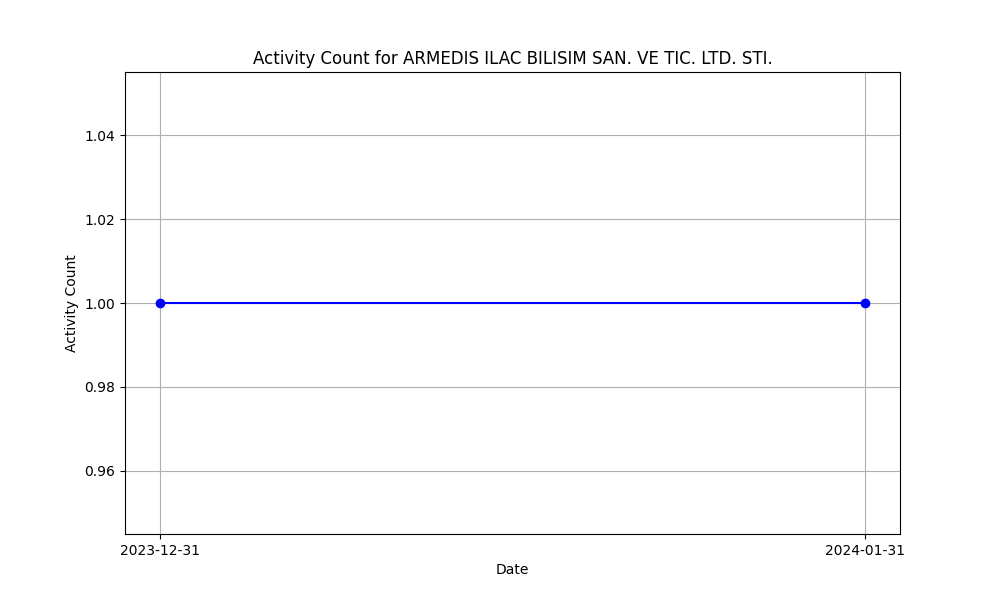 Activity Count for ARMEDIS ILAC BILISIM SAN. VE TIC. LTD. STI.
1.04
1.02
1.00
0.98
0.96
Activity Count
2023-12-31
2024-01-31
Date